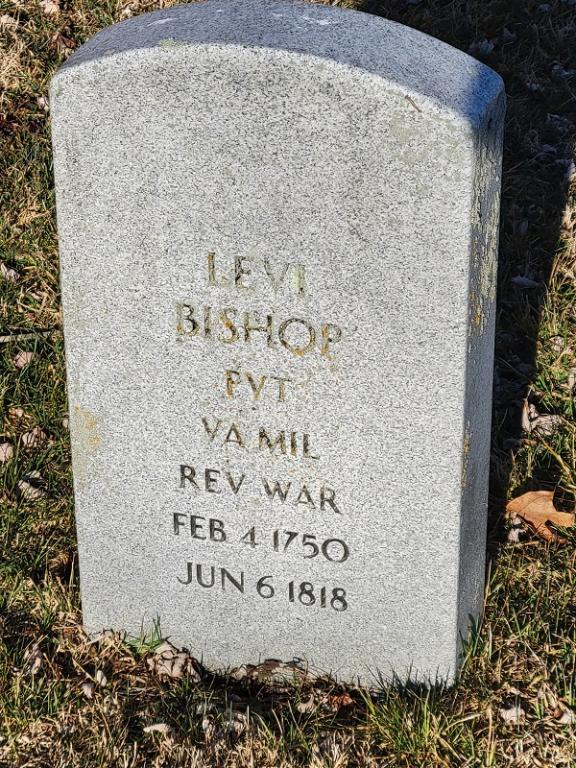 LEVI
BISHOP
PVT
VA MIL
REV WAR
FEB 4 1750
JUN 6 1818